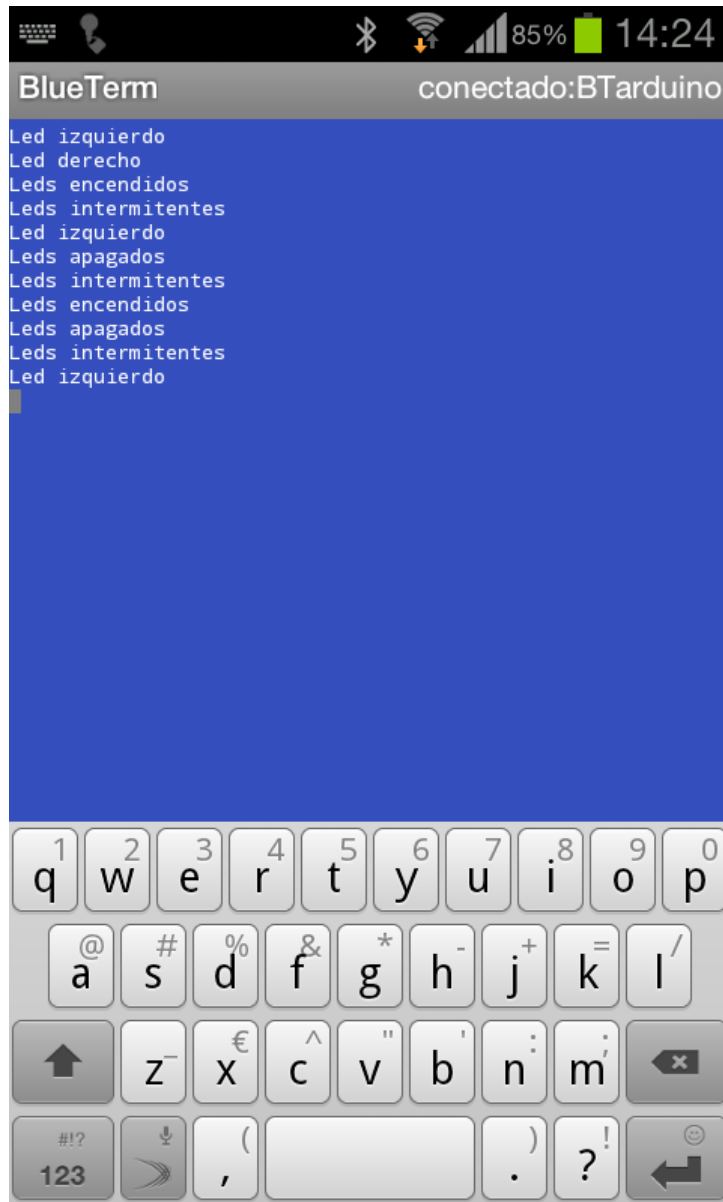 85% 14:24
BlueTerm conectado:BTarduino
Led izquierdo
Led derecho
Leds encendidos
Leds intermitentes
Led izquierdo
Leds apagados
Leds intermitentes
Leds encendidos
Leds apagados
Leds intermitentes
Led izquierdo
1 2 3 4 5 6 7 8 9 0
q w e r t y u i o p
@ # % & * - + = /
a s d f g h j k l
_ € ^ " ' : ;
z x c v b n m
#!? ( ) !
123 , . ?